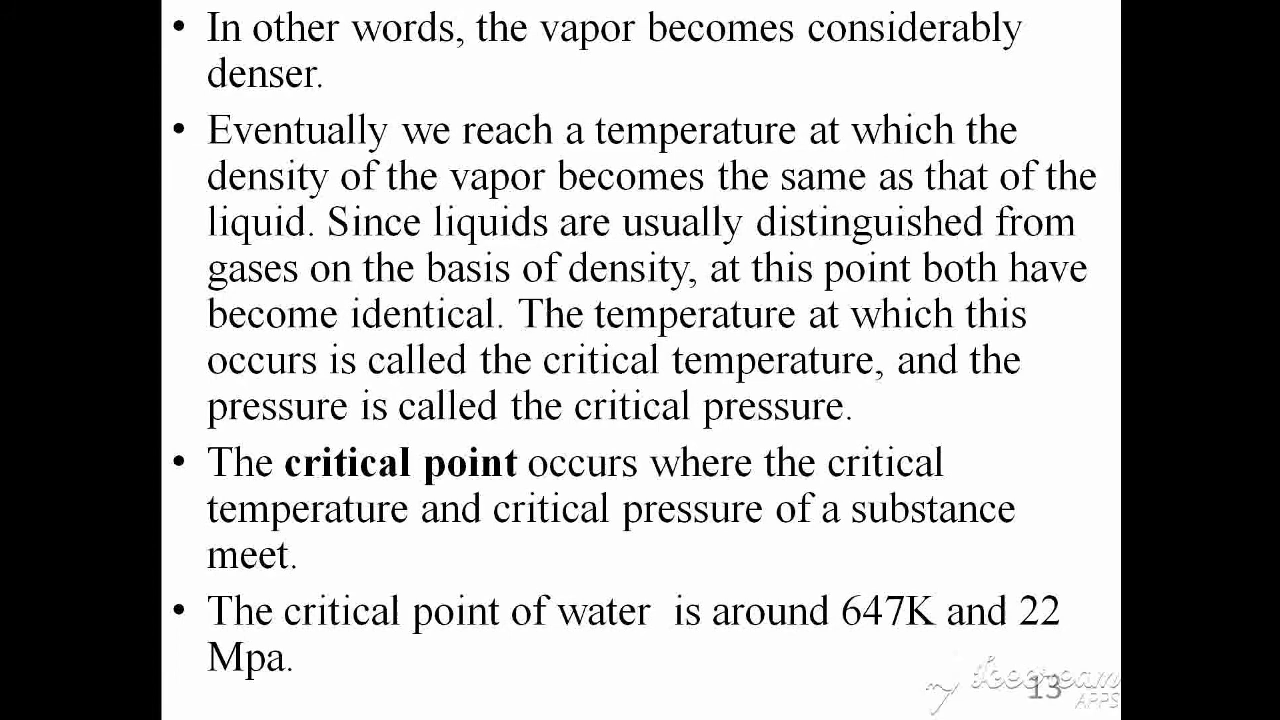 • In other words, the vapor becomes considerably
denser.
• Eventually we reach a temperature at which the
density of the vapor becomes the same as that of the
liquid. Since liquids are usually distinguished from
gases on the basis of density, at this point both have
become identical. The temperature at which this
occurs is called the critical temperature, and the
pressure is called the critical pressure.
• The critical point occurs where the critical
temperature and critical pressure of a substance
meet.
• The critical point of water  is around 647K and 22
Mpa.
Icecream
13
APPS